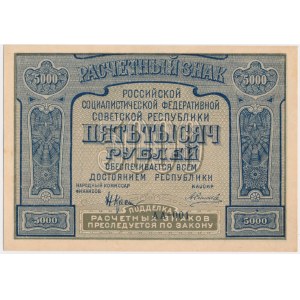 РАСЧЕТНЫЙ ЗНАК
5000 5000
РОССИЙСКОЙ
СОЦИАЛИСТИЧЕСКОЙ ФЕДЕРАТИВНОЙ
СОВЕТСКОЙ РЕСПУБЛИКИ
ПЯТЬ ТЫСЯЧ
РУБЛЕЙ
ОБЕСПЕЧИВАЕТСЯ ВСЕМ
ДОСТОЯНИЕМ РЕСПУБЛИКИ
НАРОДНЫЙ КОМИССАР
ФИНАНСОВ
КАССИР
5000 5000
ПОДДЕЛКА
РАСЧЕТНЫХ ЗНАКОВ
ПРЕСЛЕДУЕТСЯ ПО ЗАКОНУ